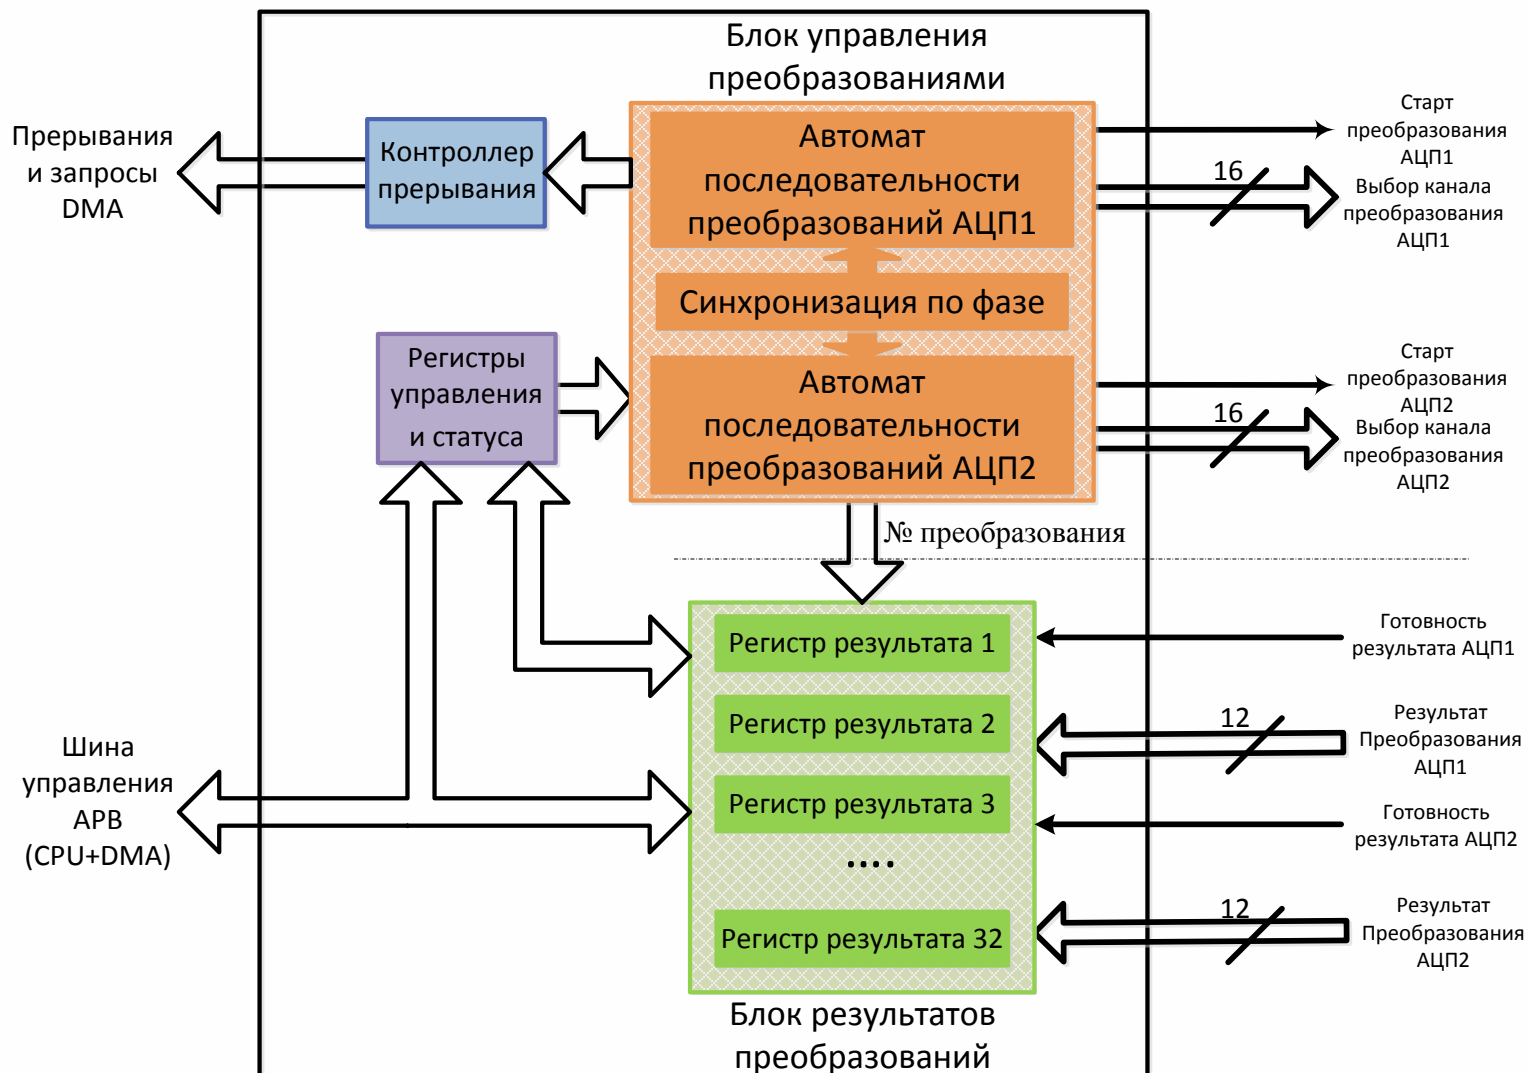 Блок управления
преобразованиями
Прерывания
и запросы
DMA
Контроллер
прерывания
Автомат
последовательности
преобразований АЦП1
Старт
преобразования
АЦП1
16
Выбор канала
преобразования
АЦП1
Синхронизация по фазе
Регистры
управления
и статуса
Автомат
последовательности
преобразований АЦП2
Старт
преобразования
АЦП2
16
Выбор канала
преобразования
АЦП2
№ преобразования
Регистр результата 1
Готовность
результата АЦП1
Регистр результата 2
12
Результат
Преобразования
АЦП1
Шина
управления
APB
(CPU+DMA)
Регистр результата 3
Готовность
результата АЦП2
....
Регистр результата 32
12
Результат
Преобразования
АЦП2
Блок результатов
преобразований